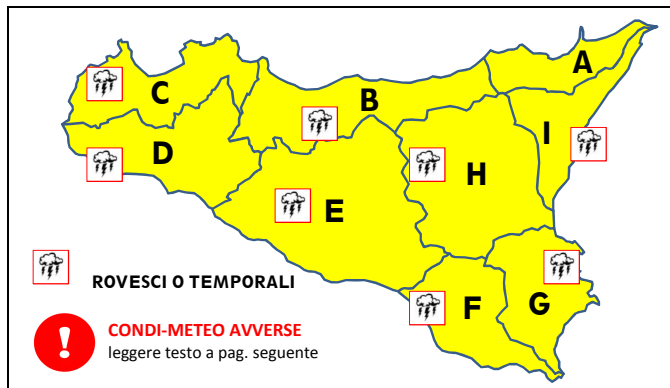 A
C
B
I
D
H
E
F
G
ROVESCI O TEMPORALI
CONDI-METEO AVVERSE
leggere testo a pag. seguente